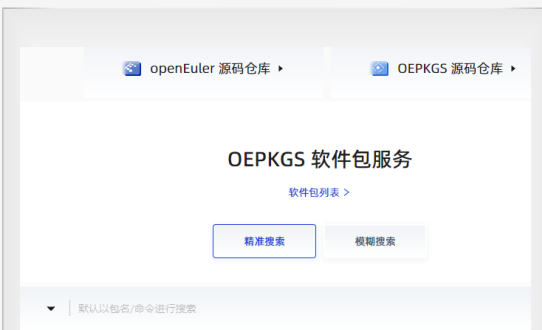 openEuler 源码仓库
OEPKGS 源码仓库
OEPKGS 软件包服务
软件包列表 >
精准搜索
模糊搜索
默认以包名/命令进行搜索